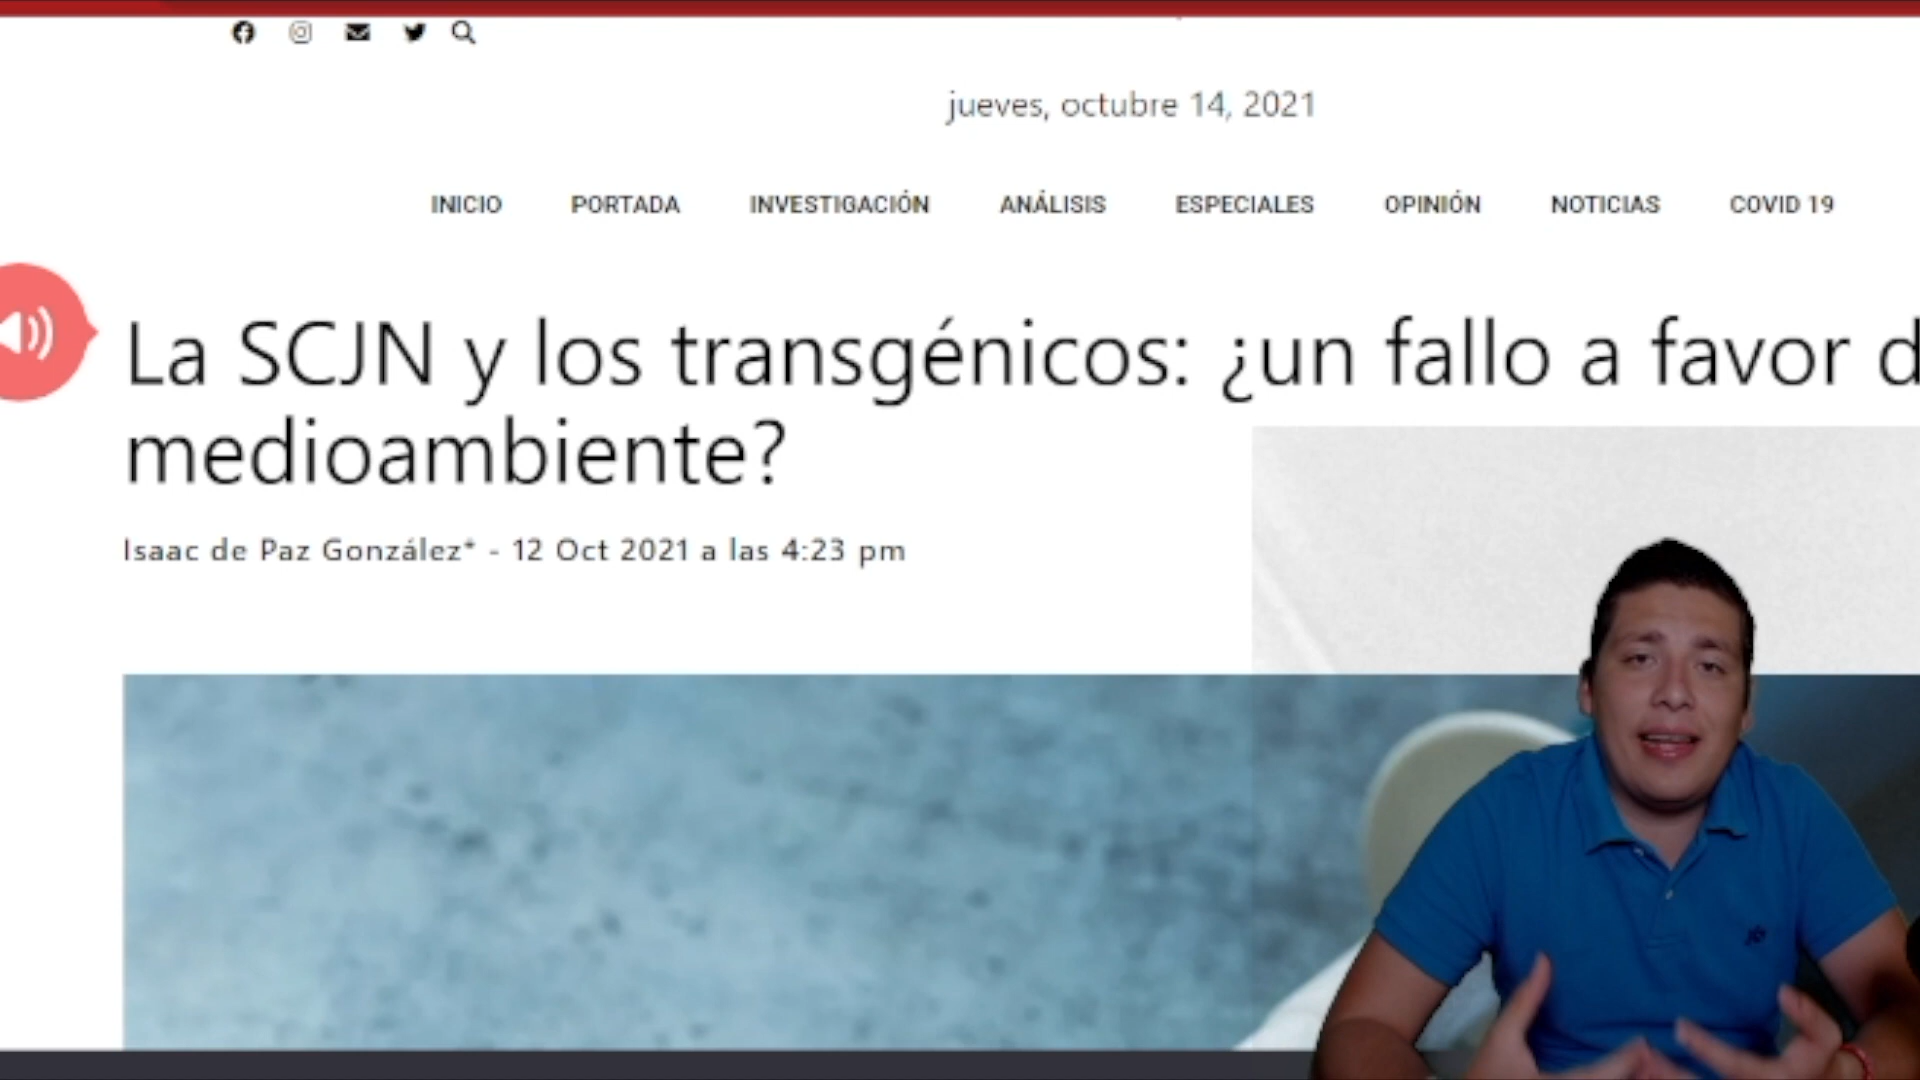 jueves, octubre 14, 2021
INICIO PORTADA INVESTIGACIÓN ANÁLISIS ESPECIALES OPINIÓN NOTICIAS COVID 19
La SCJN y los transgénicos: ¿un fallo a favor d
medioambiente?
Isaac de Paz González* - 12 Oct 2021 a las 4:23 pm